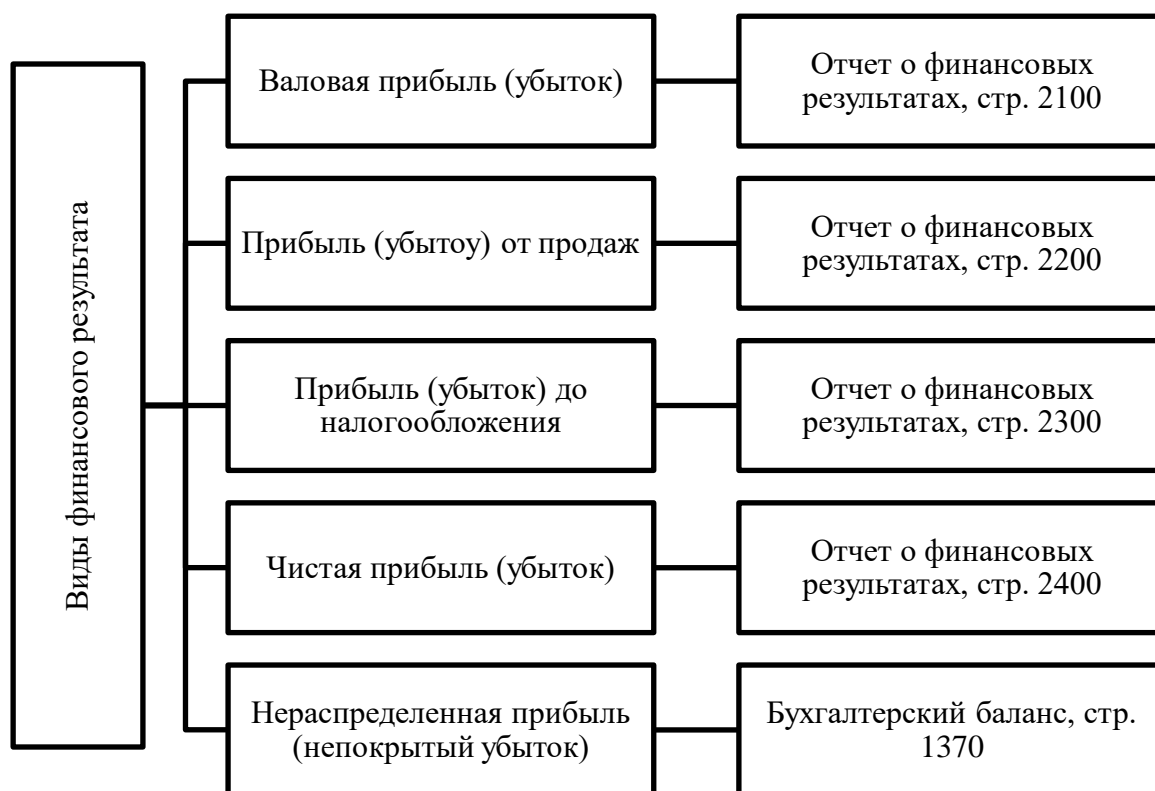 Виды финансового результата
Валовая прибыль (убыток)
Отчет о финансовых
результатах, стр. 2100
Прибыль (убытоу) от продаж
Отчет о финансовых
результатах, стр. 2200
Прибыль (убыток) до
налогообложения
Отчет о финансовых
результатах, стр. 2300
Чистая прибыль (убыток)
Отчет о финансовых
результатах, стр. 2400
Нераспределенная прибыль
(непокрытый убыток)
Бухгалтерский баланс, стр.
1370